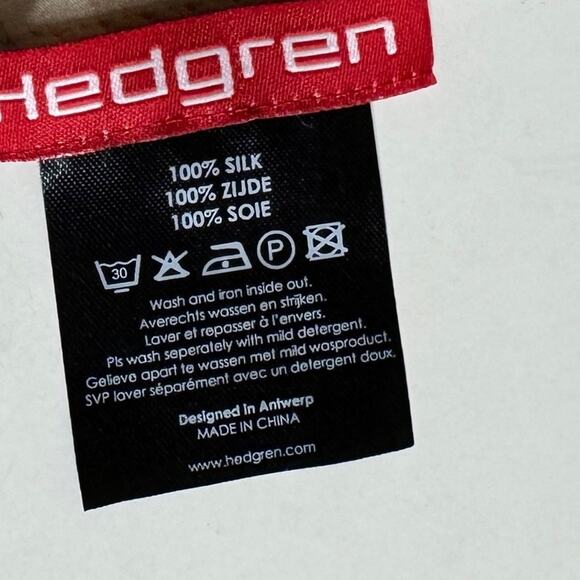 Hedgren
100% SILK
100% ZIJDE
100% SOIE
30 P
Wash and iron inside out.
Averechts wassen en strijken.
Laver et repasser à l'envers.
Pls wash seperately with mild detergent.
Gelieve apart te wassen met mild wasproduct.
SVP laver séparément avec un detergent doux.
Designed in Antwerp
MADE IN CHINA
www.hedgren.com